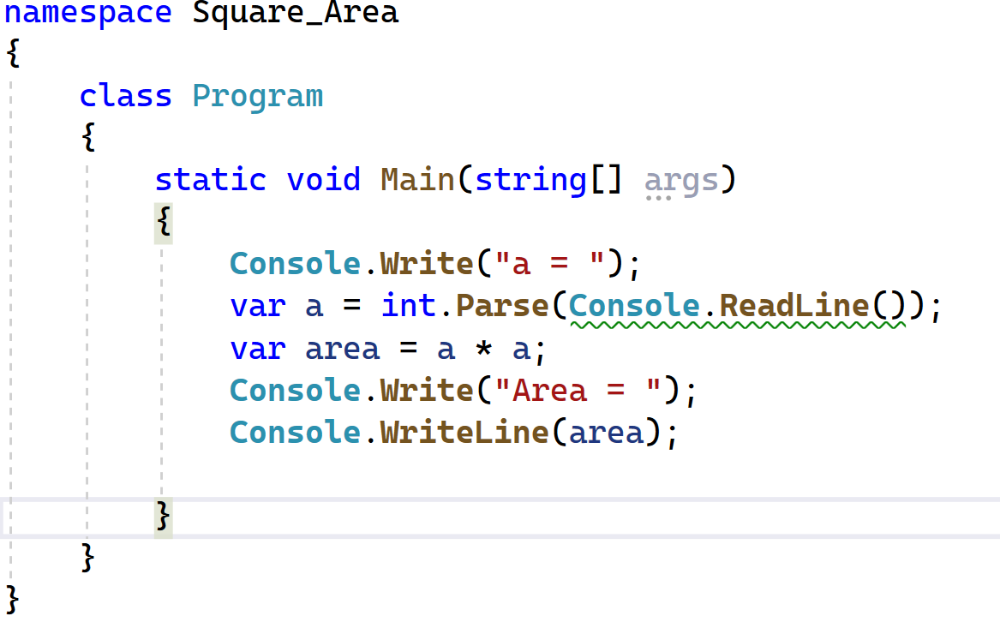 namespace Square_Area
{
    class Program
    {
        static void Main(string[] args)
        {
            Console.Write("a = ");
            var a = int.Parse(Console.ReadLine());
            var area = a * a;
            Console.Write("Area = ");
            Console.WriteLine(area);

        }
    }
}